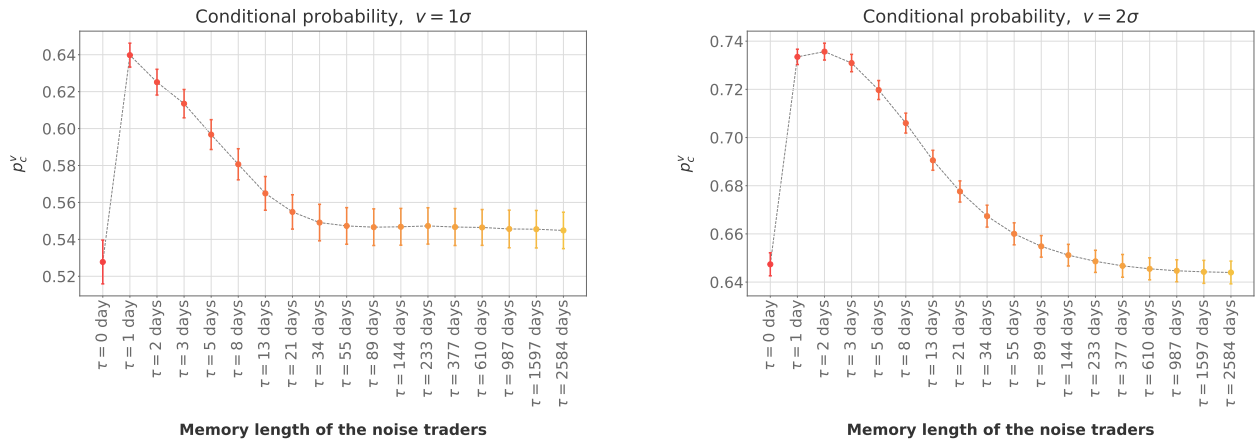 Conditional probability, v = 1σ
p_c^v
0.64
0.62
0.60
0.58
0.56
0.54
0.52
τ = 0 day
τ = 1 day
τ = 2 days
τ = 3 days
τ = 5 days
τ = 8 days
τ = 13 days
τ = 21 days
τ = 34 days
τ = 55 days
τ = 89 days
τ = 144 days
τ = 233 days
τ = 377 days
τ = 610 days
τ = 987 days
τ = 1597 days
τ = 2584 days
Memory length of the noise traders
Conditional probability, v = 2σ
p_c^v
0.74
0.72
0.70
0.68
0.66
0.64
τ = 0 day
τ = 1 day
τ = 2 days
τ = 3 days
τ = 5 days
τ = 8 days
τ = 13 days
τ = 21 days
τ = 34 days
τ = 55 days
τ = 89 days
τ = 144 days
τ = 233 days
τ = 377 days
τ = 610 days
τ = 987 days
τ = 1597 days
τ = 2584 days
Memory length of the noise traders